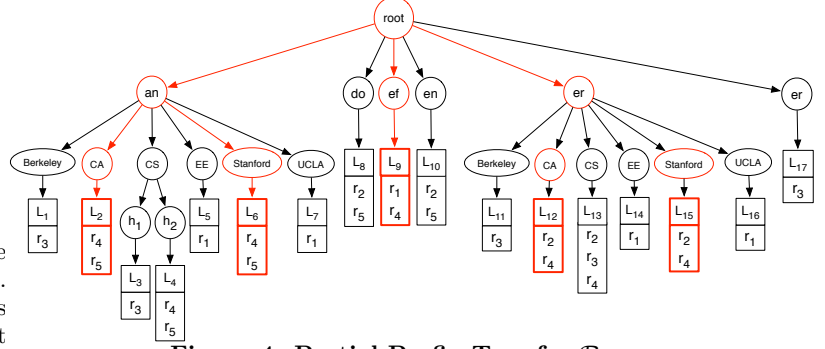 root
an
do
ef
en
er
er
Berkeley
CA
CS
EE
Stanford
UCLA
Berkeley
CA
CS
EE
Stanford
UCLA
h1
h2
L1
r3
L2
r4
r5
L3
r3
L4
r4
r5
L5
r1
L6
r4
r5
L7
r1
L8
r2
r5
L9
r1
r4
L10
r2
r5
L11
r3
L12
r2
r4
L13
r2
r3
r4
L14
r1
L15
r2
r4
L16
r1
L17
r3
e
.
s
t